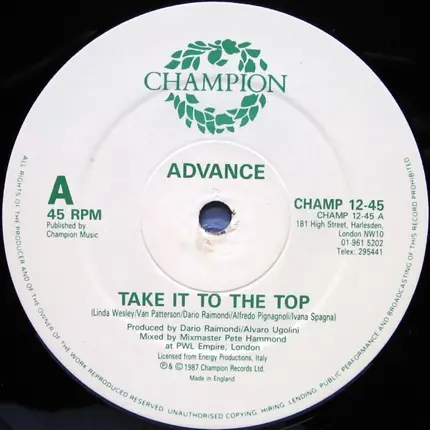 CHAMPION
ADVANCE
A
45 RPM
Published by
Champion Music
CHAMP 12-45
CHAMP 12-45 A
181 High Street, Harlesden,
London NW10
01-961 5202
Telex: 295441
TAKE IT TO THE TOP
(Linda Wesley/Van Patterson/Dario Raimondi/Alfredo Pignagnoli/Ivana Spagna)
Produced by Dario Raimondi/Alvaro Ugolini
Mixed by Mixmaster Pete Hammond
at PWL Empire, London
Licensed from Energy Productions, Italy
℗ & © 1987 Champion Records Ltd.
Made in England
ALL RIGHTS OF THE PRODUCER AND OF THE OWNER OF THE WORK REPRODUCED RESERVED. UNAUTHORISED COPYING, HIRING, LENDING, PUBLIC PERFORMANCE AND BROADCASTING OF THIS RECORD PROHIBITED.